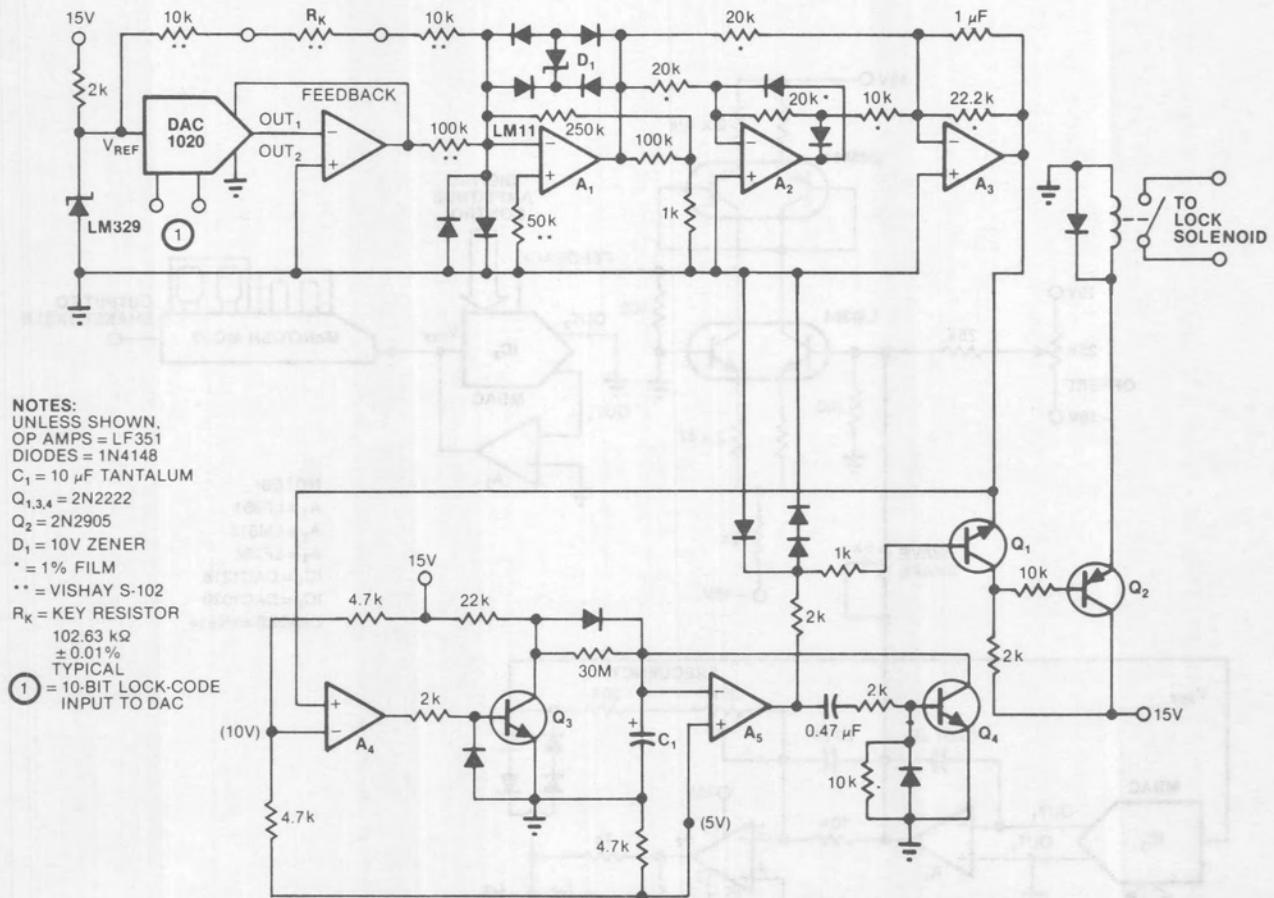 15V
10k
R_K
10k
20k
1 µF
2k
FEEDBACK
D₁
20k
20k
10k
22.2k
DAC 1020
OUT₁
OUT₂
V_REF
100k
LM11
250k
100k
A₁
A₂
A₃
LM329
1
50k
1k
TO
LOCK
SOLENOID
NOTES:
UNLESS SHOWN,
OP AMPS = LF351
DIODES = 1N4148
C₁ = 10 µF TANTALUM
Q₁,₃,₄ = 2N2222
Q₂ = 2N2905
D₁ = 10V ZENER
* = 1% FILM
** = VISHAY S-102
R_K = KEY RESISTOR
102.63 kΩ
± 0.01%
TYPICAL
1 = 10-BIT LOCK-CODE
INPUT TO DAC
15V
4.7k
22k
1k
Q₁
10k
Q₂
2k
30M
2k
2k
Q₃
(10V)
A₄
C₁
A₅
0.47 µF
2k
Q₄
15V
10k
4.7k
4.7k
(5V)